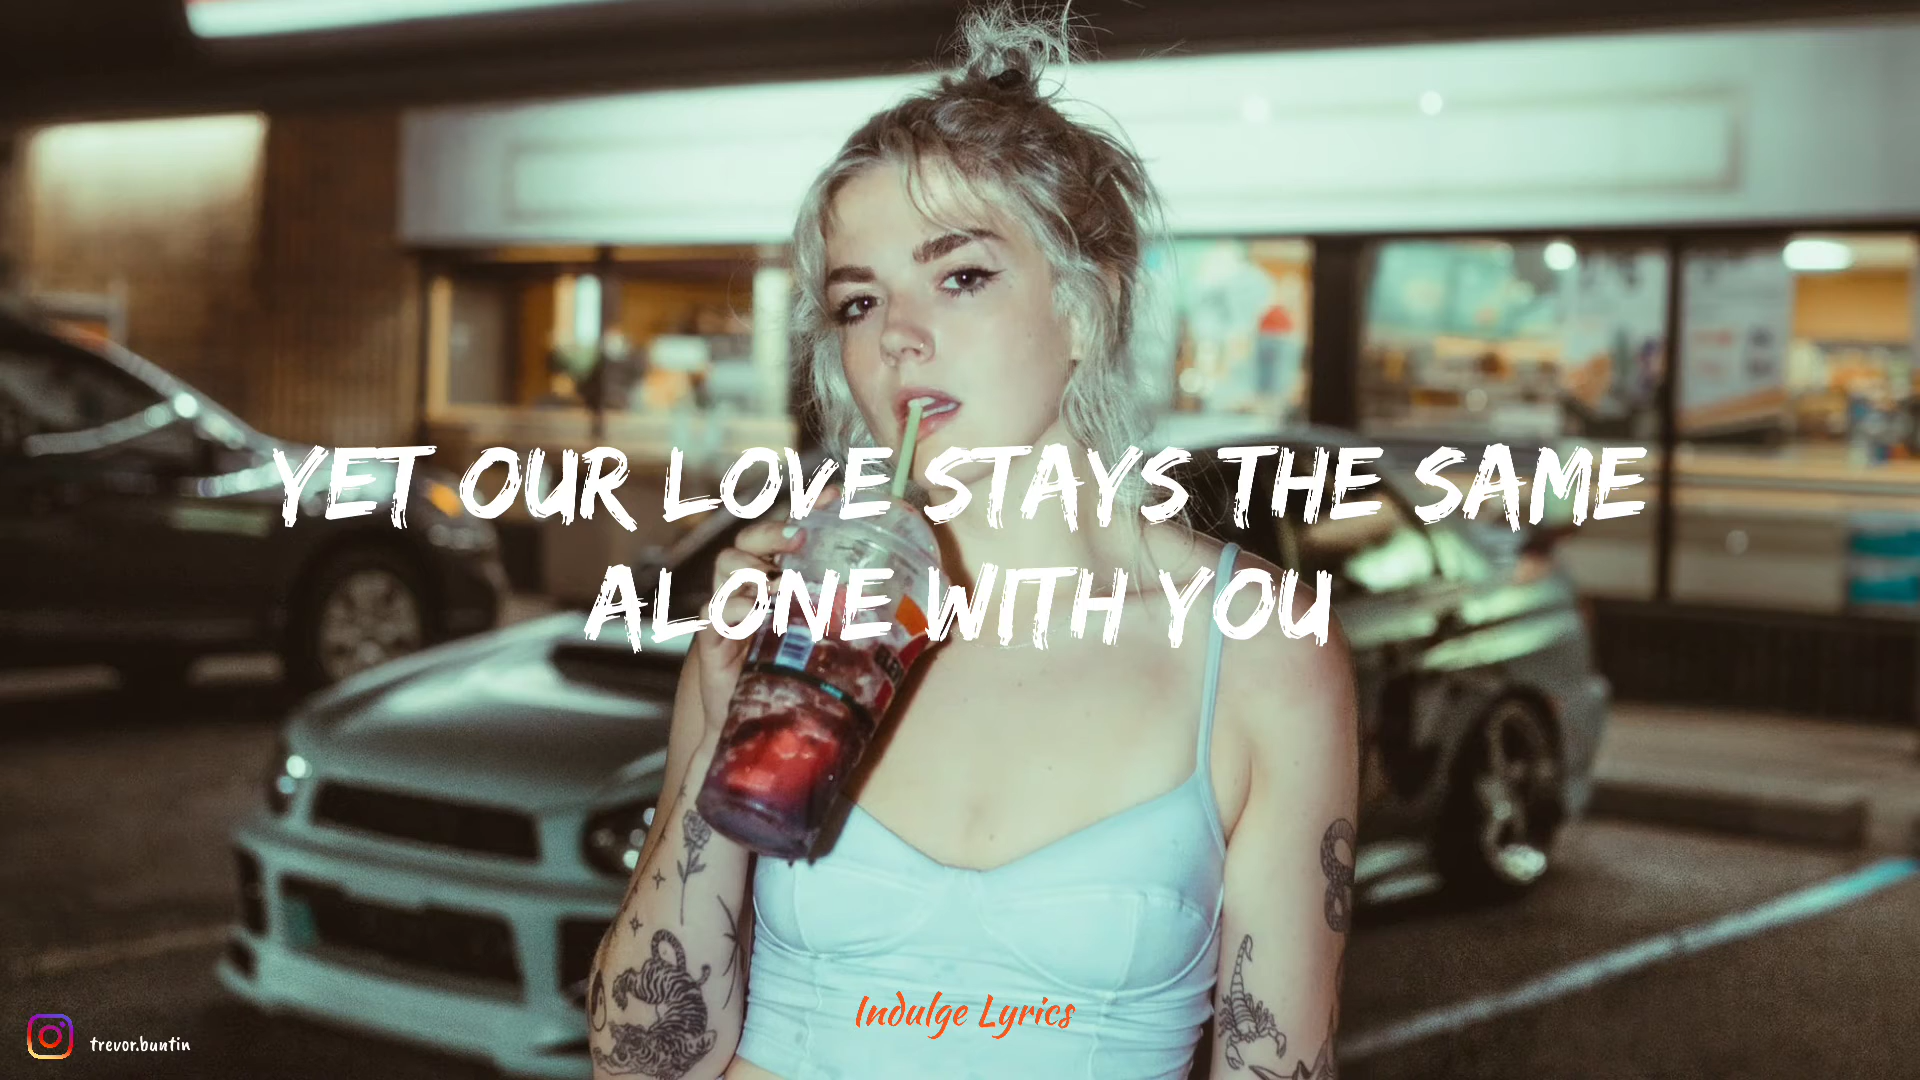 YET OUR LOVE STAYS THE SAME
ALONE WITH YOU
Indulge Lyrics
trevor.buntin